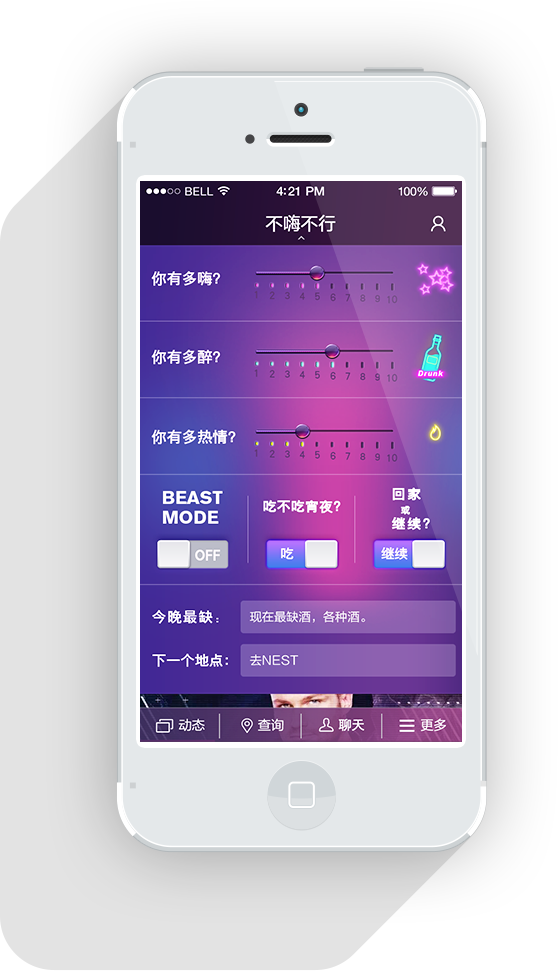 BELL 4:21 PM 100%
不嗨不行
你有多嗨?
1 2 3 4 5 6 7 8 9 10
你有多醉?
1 2 3 4 5 6 7 8 9 10
Drunk
你有多热情?
1 2 3 4 5 6 7 8 9 10
BEAST
MODE
OFF
吃不吃宵夜?
吃
回家
或
继续?
继续
今晚最缺：
现在最缺酒，各种酒。
下一个地点：
去NEST
动态 查询 聊天 更多